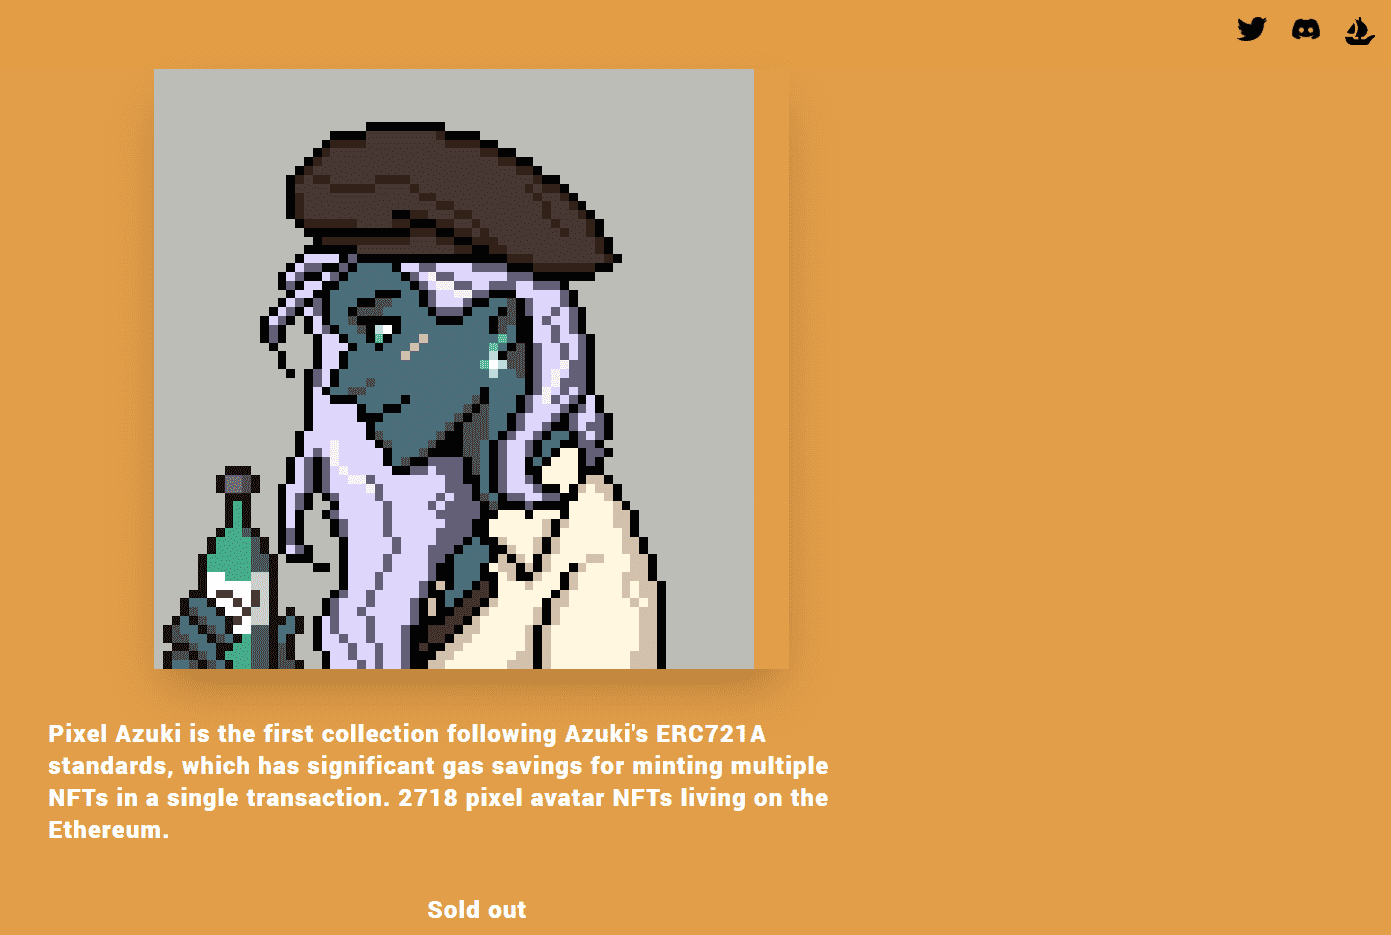 Pixel Azuki is the first collection following Azuki's ERC721A
standards, which has significant gas savings for minting multiple
NFTs in a single transaction. 2718 pixel avatar NFTs living on the
Ethereum.
Sold out